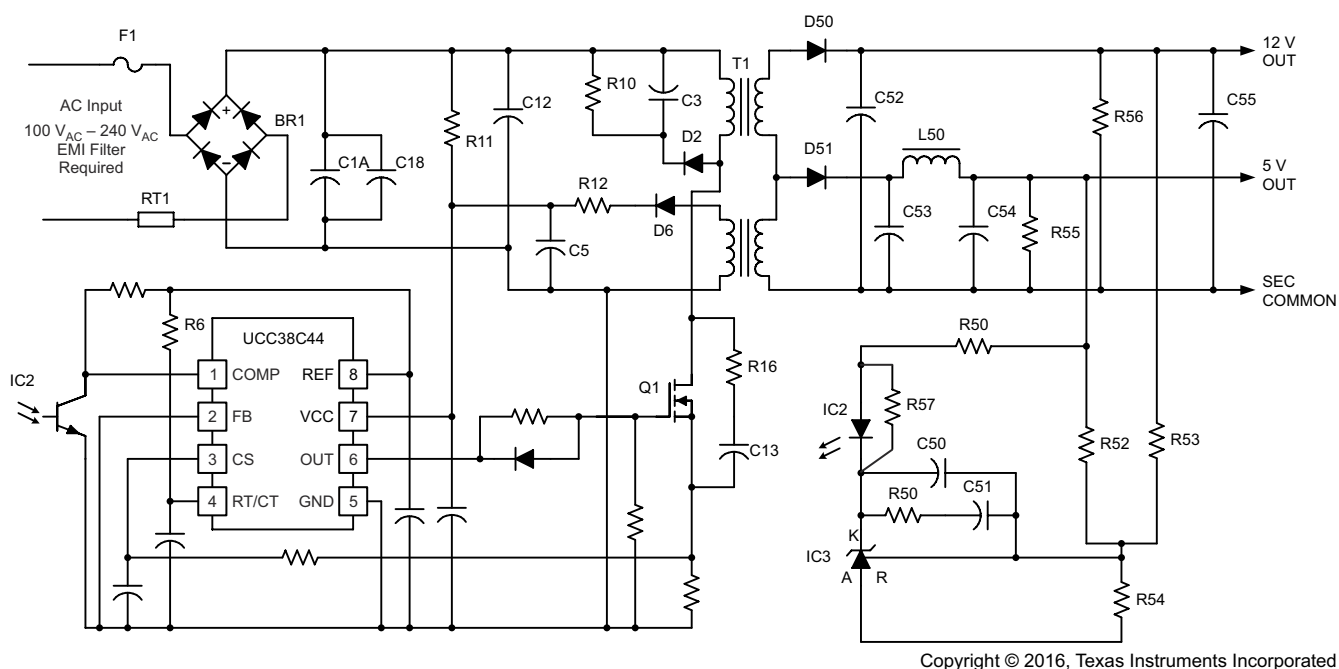 F1
D50
12 V
OUT
T1
AC Input
100 VAC – 240 VAC
EMI Filter
Required
BR1
+
–
R10
C3
C12
D2
R11
C52
R56
C55
L50
D51
5 V
OUT
C1A
C18
R12
D6
C53
C54
R55
RT1
C5
SEC
COMMON
R6
UCC38C44
R50
R16
IC2
1
COMP
REF
8
Q1
IC2
R57
2
FB
VCC
7
C50
R52
R53
3
CS
OUT
6
C13
R50
C51
4
RT/CT
GND
5
K
IC3
A
R
R54
Copyright © 2016, Texas Instruments Incorporated